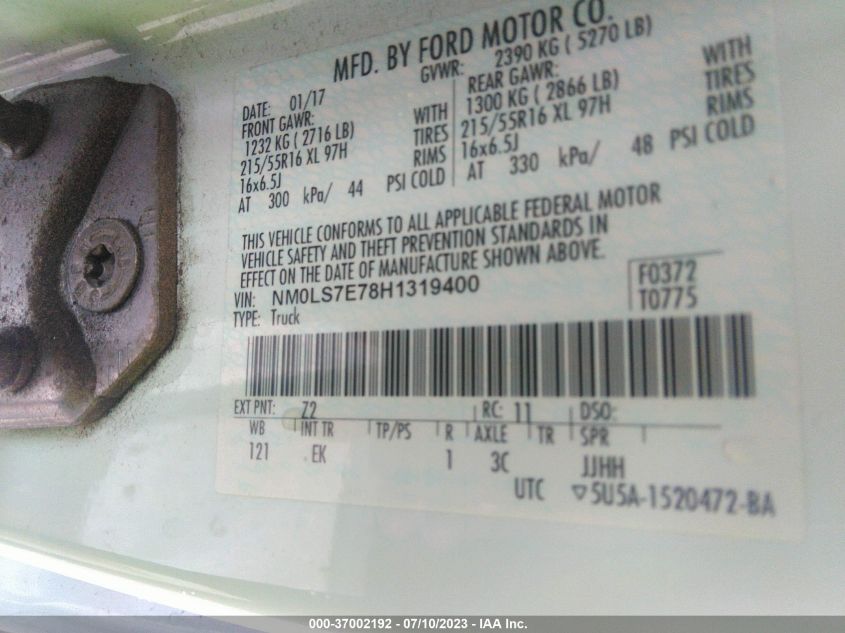 MFD. BY FORD MOTOR CO.
DATE: 01/17 GVWR: 2390 KG ( 5270 LB)
FRONT GAWR: REAR GAWR:
1232 KG ( 2716 LB) WITH 1300 KG ( 2866 LB) WITH
215/55R16 XL 97H TIRES 215/55R16 XL 97H TIRES
16x6.5J RIMS 16x6.5J RIMS
AT 300 kPa/ 44 PSI COLD AT 330 kPa/ 48 PSI COLD
THIS VEHICLE CONFORMS TO ALL APPLICABLE FEDERAL MOTOR
VEHICLE SAFETY AND THEFT PREVENTION STANDARDS IN
EFFECT ON THE DATE OF MANUFACTURE SHOWN ABOVE.
VIN: NM0LS7E78H1319400 F0372
TYPE: Truck T0775
EXT PNT: Z2 RC: 11 DSO:
WB INT TR TP/PS R AXLE TR SPR
121 EK 1 3C JJHH
UTC ▽5U5A-1520472-BA
000-37002192 - 07/10/2023 - IAA Inc.